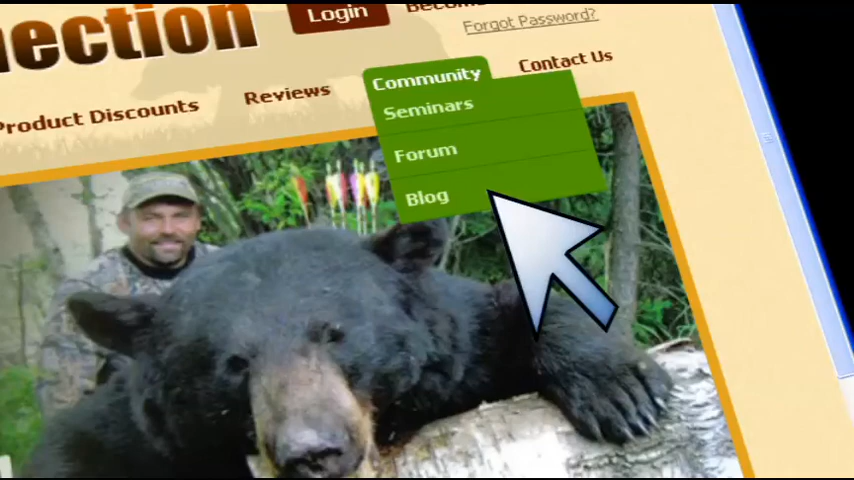 nection
Login
Forgot Password?
Product Discounts
Reviews
Community
Contact Us
Seminars
Forum
Blog